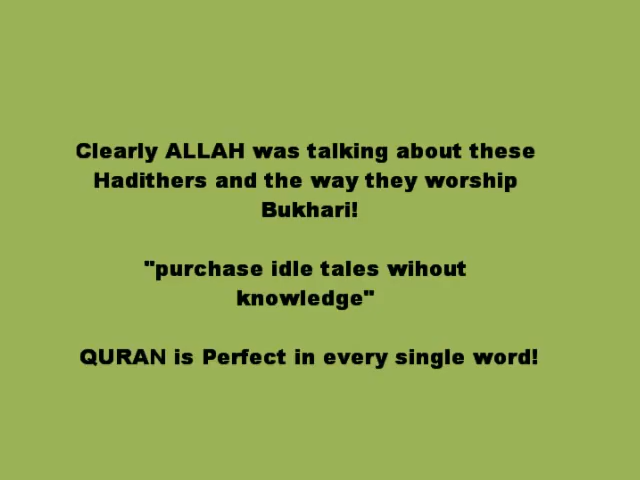 Clearly ALLAH was talking about these
Hadithers and the way they worship
Bukhari!
"purchase idle tales wihout
knowledge"
QURAN is Perfect in every single word!